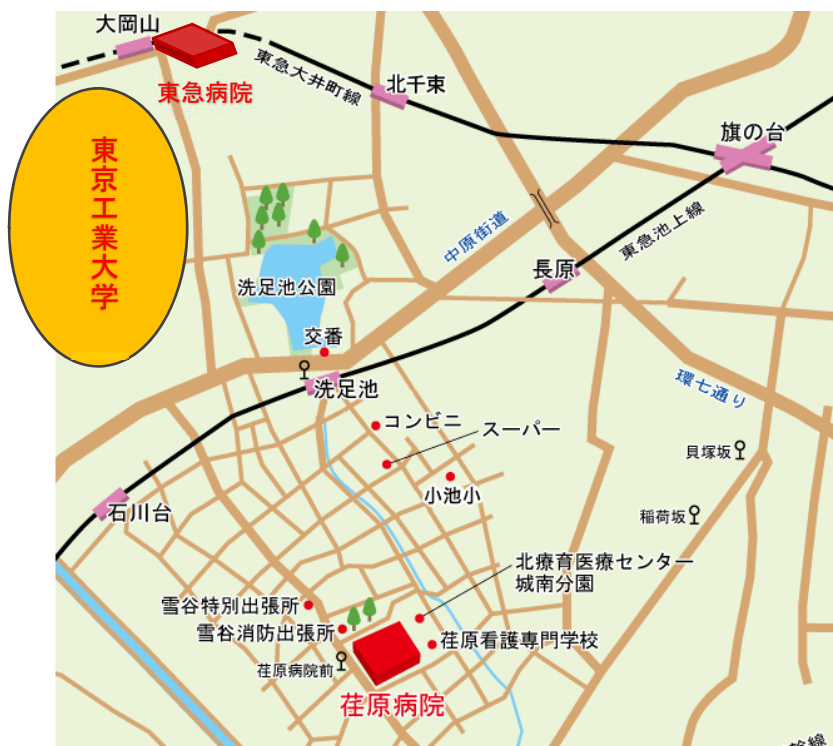 大岡山
東急病院
東急大井町線
北千束
旗の台
東京工業大学
中原街道
東急池上線
長原
洗足池公園
交番
洗足池
環七通り
コンビニ
スーパー
貝塚坂
小池小
石川台
稲荷坂
北療育医療センター
城南分園
雪谷特別出張所
雪谷消防出張所
荏原看護専門学校
荏原病院前
荏原病院
幹線